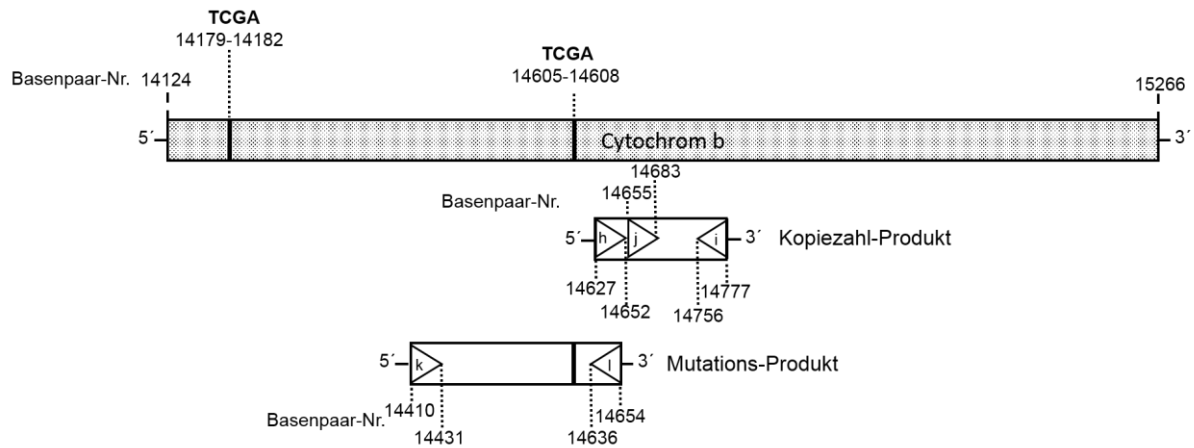 TCGA
14179-14182
TCGA
14605-14608
Basenpaar-Nr. 14124
15266
5´ Cytochrom b 3´
14683
14655
Basenpaar-Nr.
5´ h j i 3´ Kopiezahl-Produkt
14627 14777
14652 14756
5´ k l 3´ Mutations-Produkt
14410 14654
Basenpaar-Nr.
14431 14636